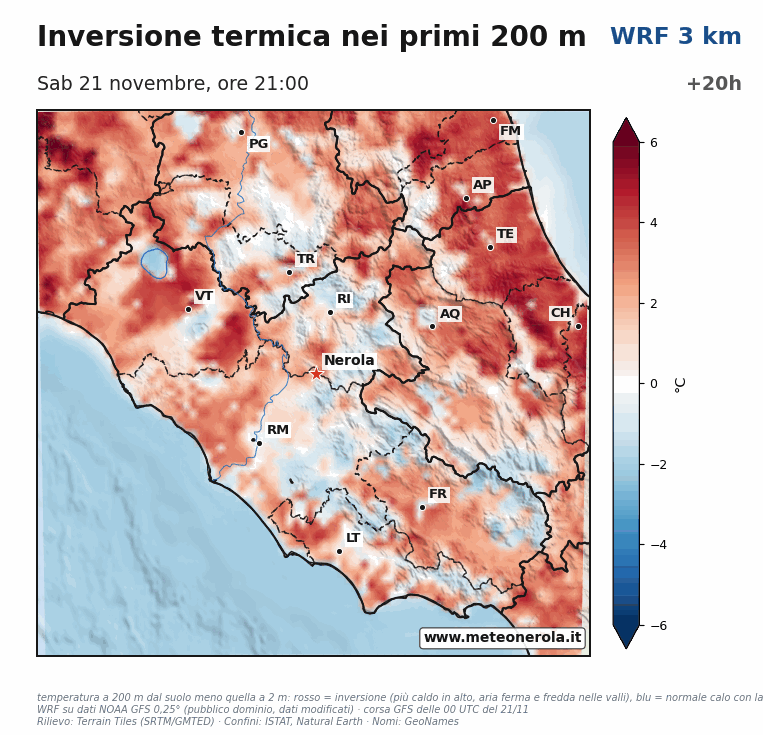 Inversione termica nei primi 200 m
WRF 3 km
Sab 21 novembre, ore 21:00
+20h
FM
PG
AP
TE
TR
VT
RI
AQ
CH
Nerola
RM
FR
LT
www.meteonerola.it
6
4
2
0
−2
−4
−6
°C
temperatura a 200 m dal suolo meno quella a 2 m: rosso = inversione (più caldo in alto, aria ferma e fredda nelle valli), blu = normale calo con la
WRF su dati NOAA GFS 0,25° (pubblico dominio, dati modificati) · corsa GFS delle 00 UTC del 21/11
Rilievo: Terrain Tiles (SRTM/GMTED) · Confini: ISTAT, Natural Earth · Nomi: GeoNames